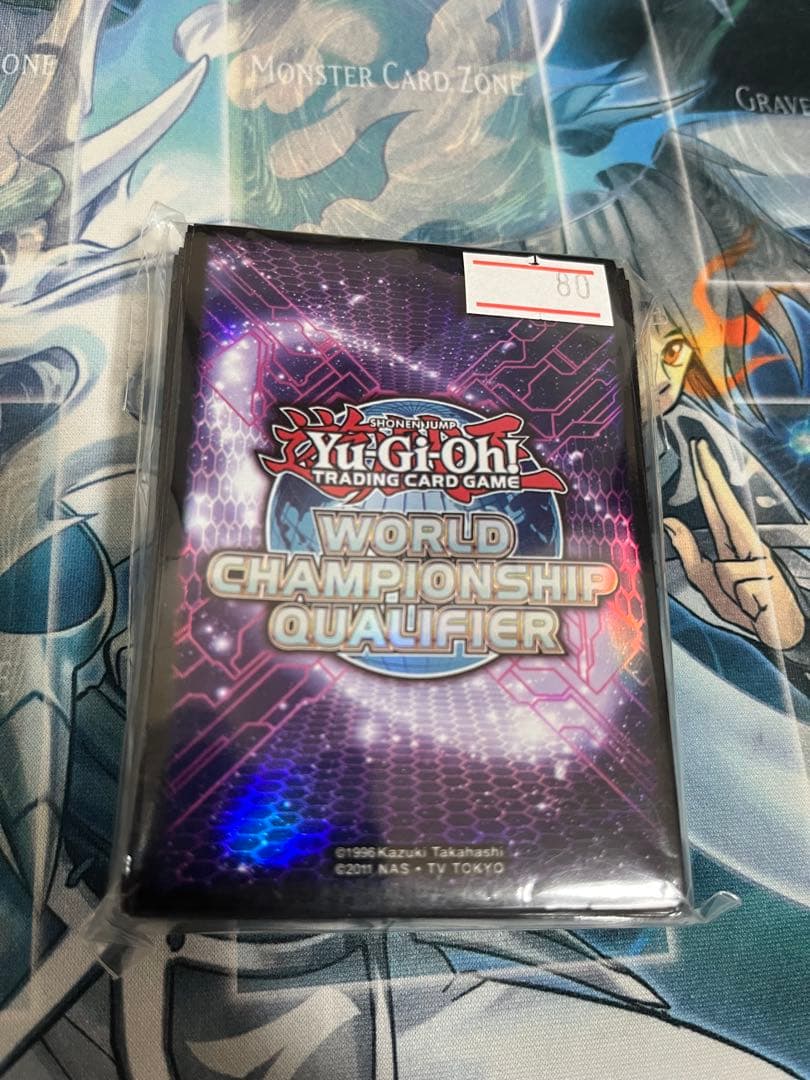 ONE
MONSTER CARD ZONE
GRAVE
1
80
SHONEN JUMP
Yu-Gi-Oh!
TRADING CARD GAME
WORLD
CHAMPIONSHIP
QUALIFIER
©1996 Kazuki Takahashi
©2011 NAS • TV TOKYO